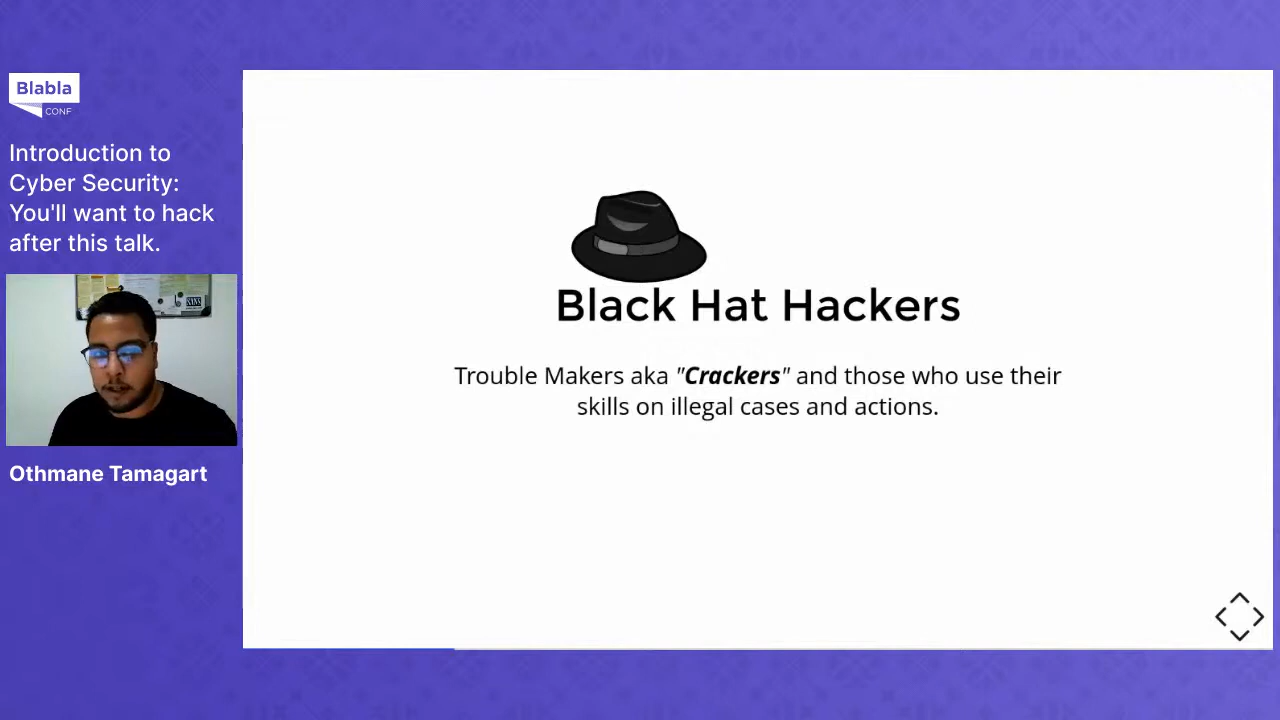 Blabla
CONF
Introduction to
Cyber Security:
You'll want to hack
after this talk.
Othmane Tamagart
Black Hat Hackers
Trouble Makers aka "Crackers" and those who use their
skills on illegal cases and actions.